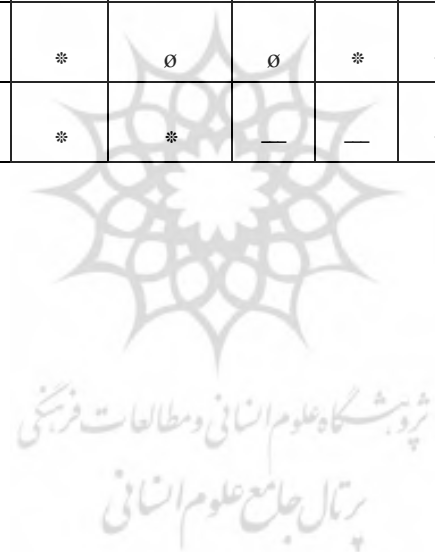 * ø ø *
* * — —
پژوهشگاه علوم انسانی و مطالعات فرهنگی
پرتال جامع علوم انسانی